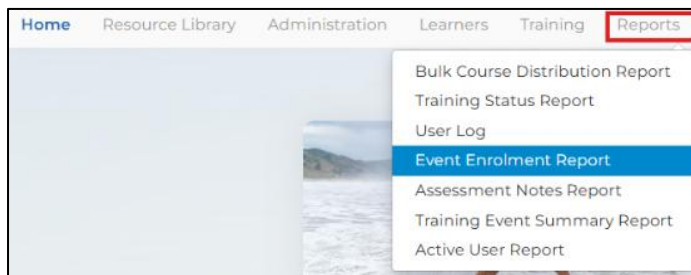 Home Resource Library Administration Learners Training Reports
Bulk Course Distribution Report
Training Status Report
User Log
Event Enrolment Report
Assessment Notes Report
Training Event Summary Report
Active User Report